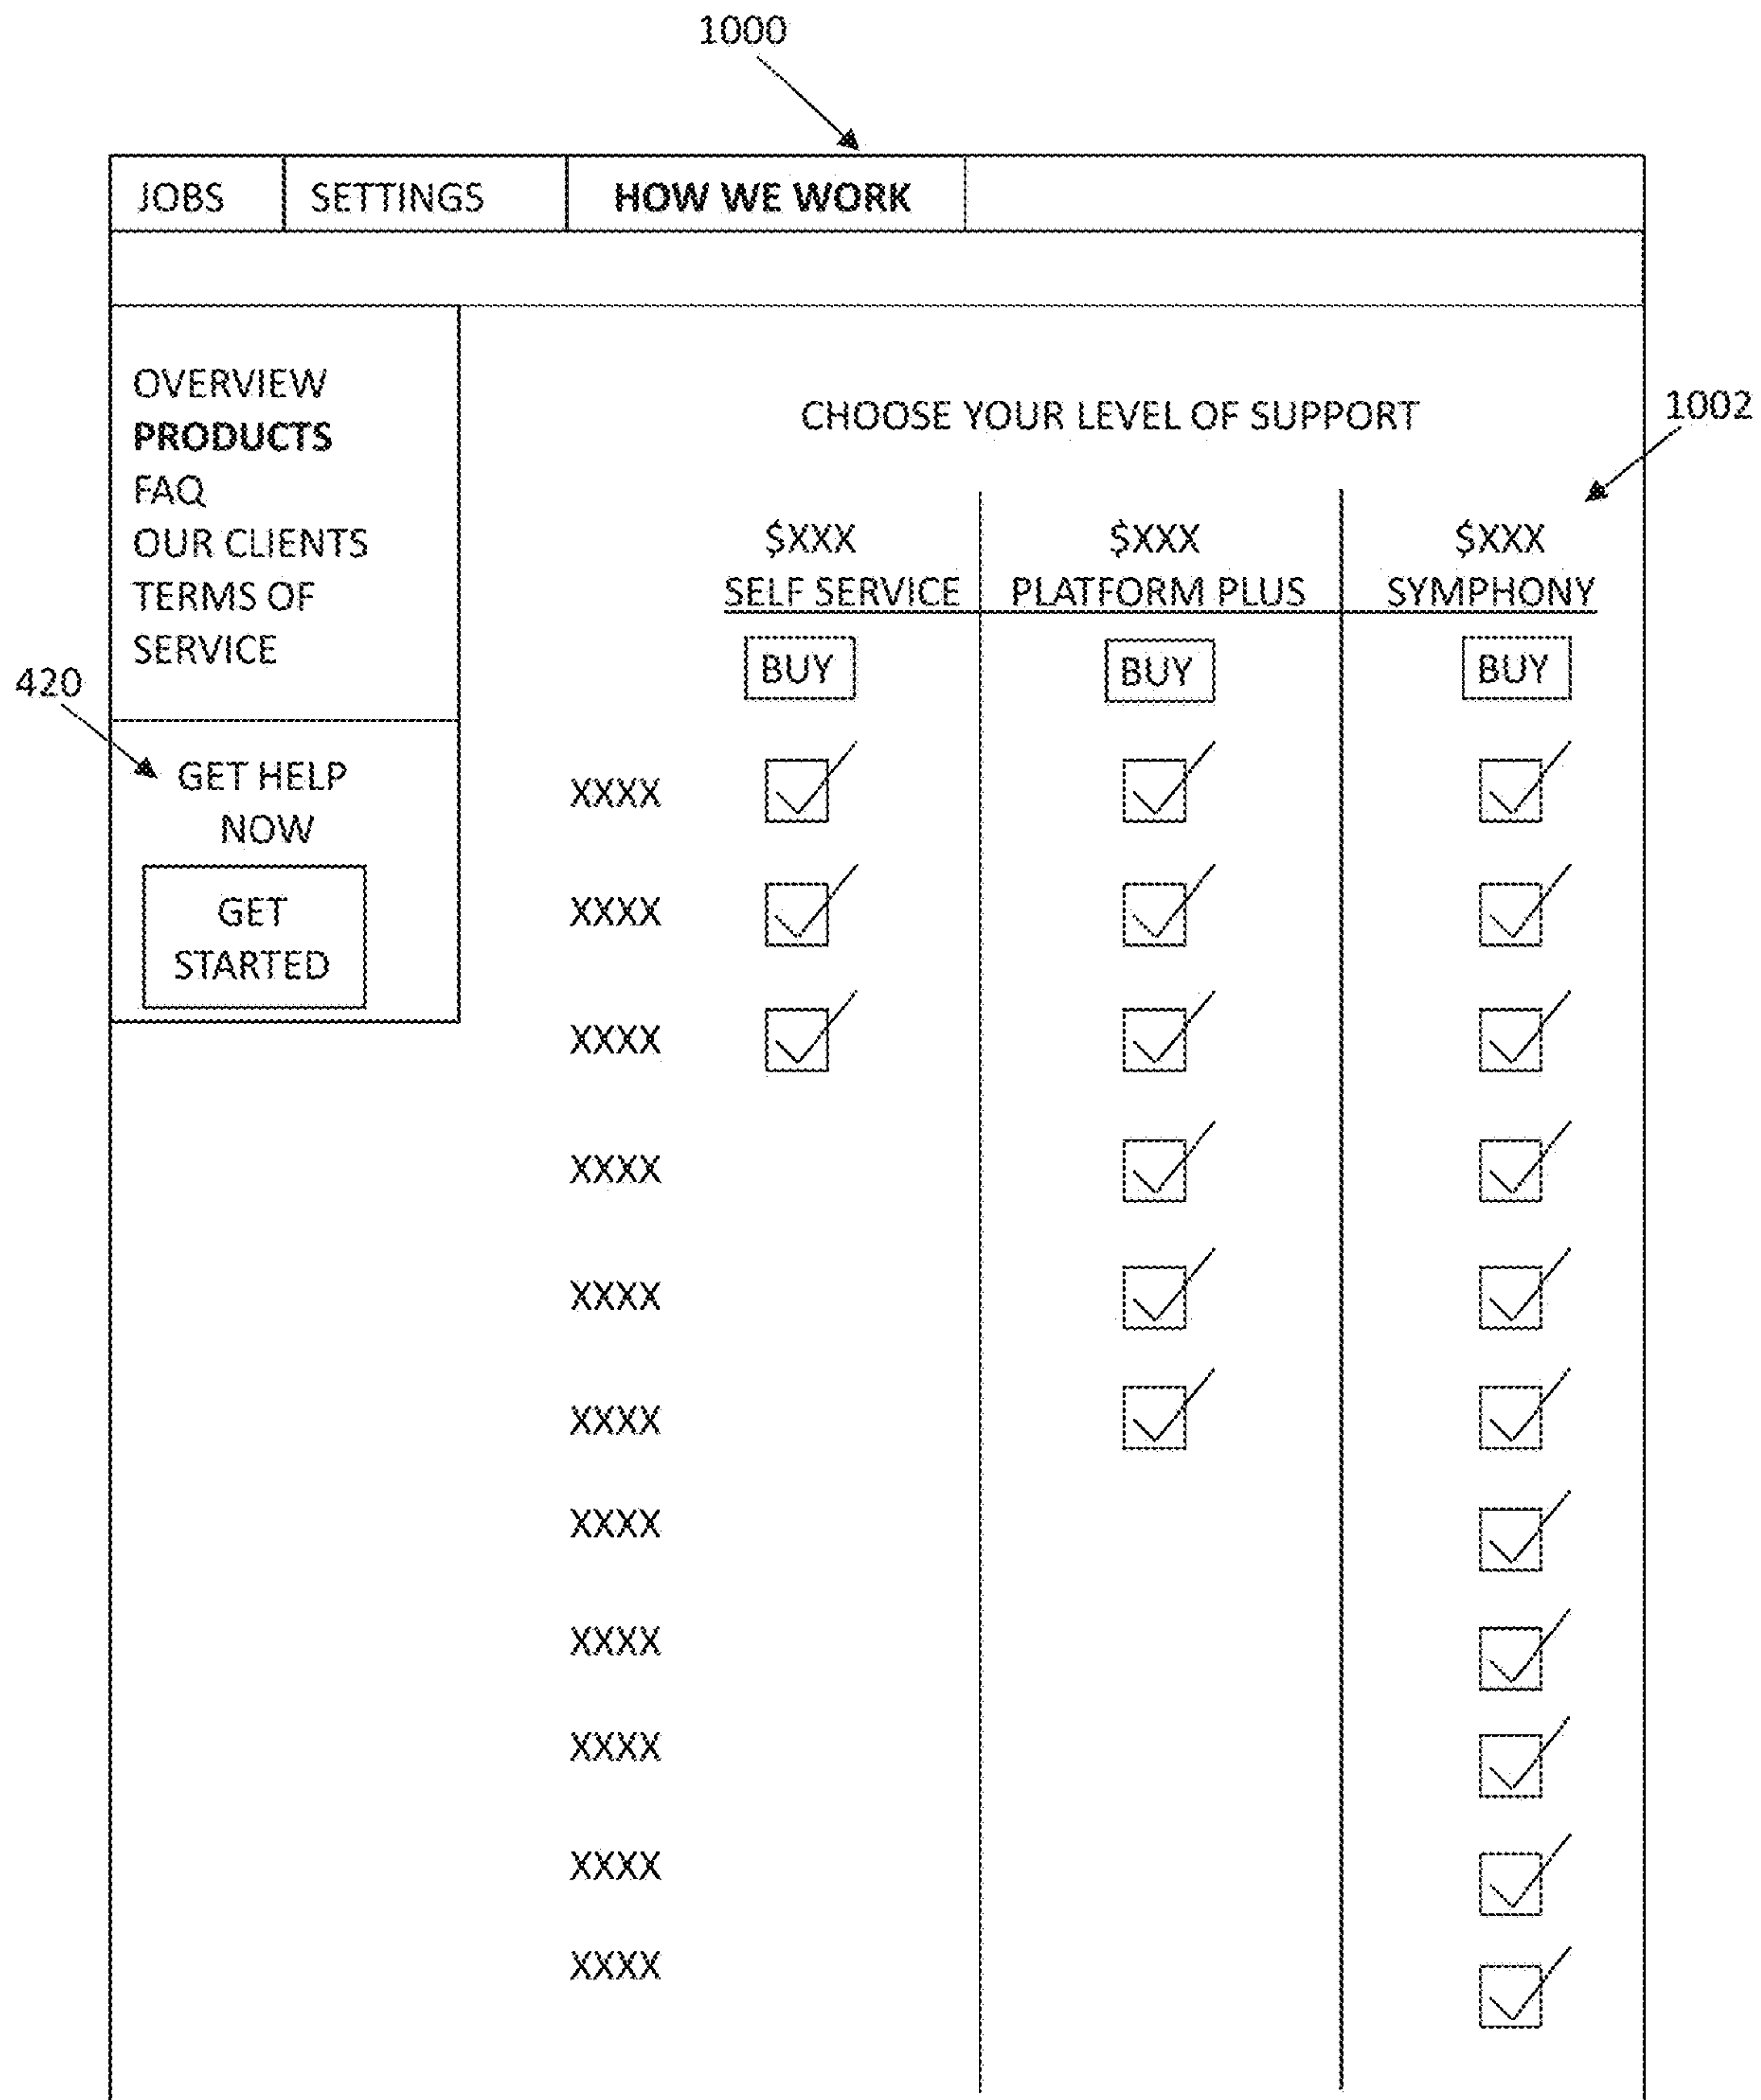 1000
JOBS SETTINGS HOW WE WORK
OVERVIEW
PRODUCTS
FAQ
OUR CLIENTS
TERMS OF
SERVICE
420
GET HELP
NOW
GET
STARTED
CHOOSE YOUR LEVEL OF SUPPORT
1002
$XXX $XXX $XXX
SELF SERVICE PLATFORM PLUS SYMPHONY
BUY BUY BUY
XXXX
XXXX
XXXX
XXXX
XXXX
XXXX
XXXX
XXXX
XXXX
XXXX
XXXX